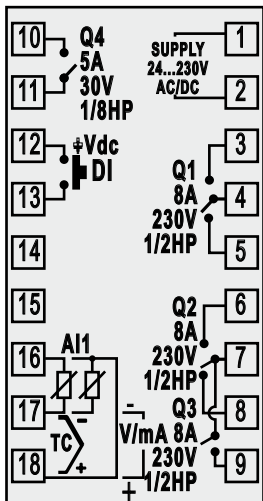 10 Q4 1
5A SUPPLY
30V 24...230V
11 1/8HP AC/DC 2
12 Vdc 3
13 DI Q1
8A 4
230V
14 1/2HP 5
15 Q2 6
8A
16 AI1 230V 7
1/2HP
17 - Q3 8
TC V/mA 8A
230V
18 + 1/2HP 9
- +